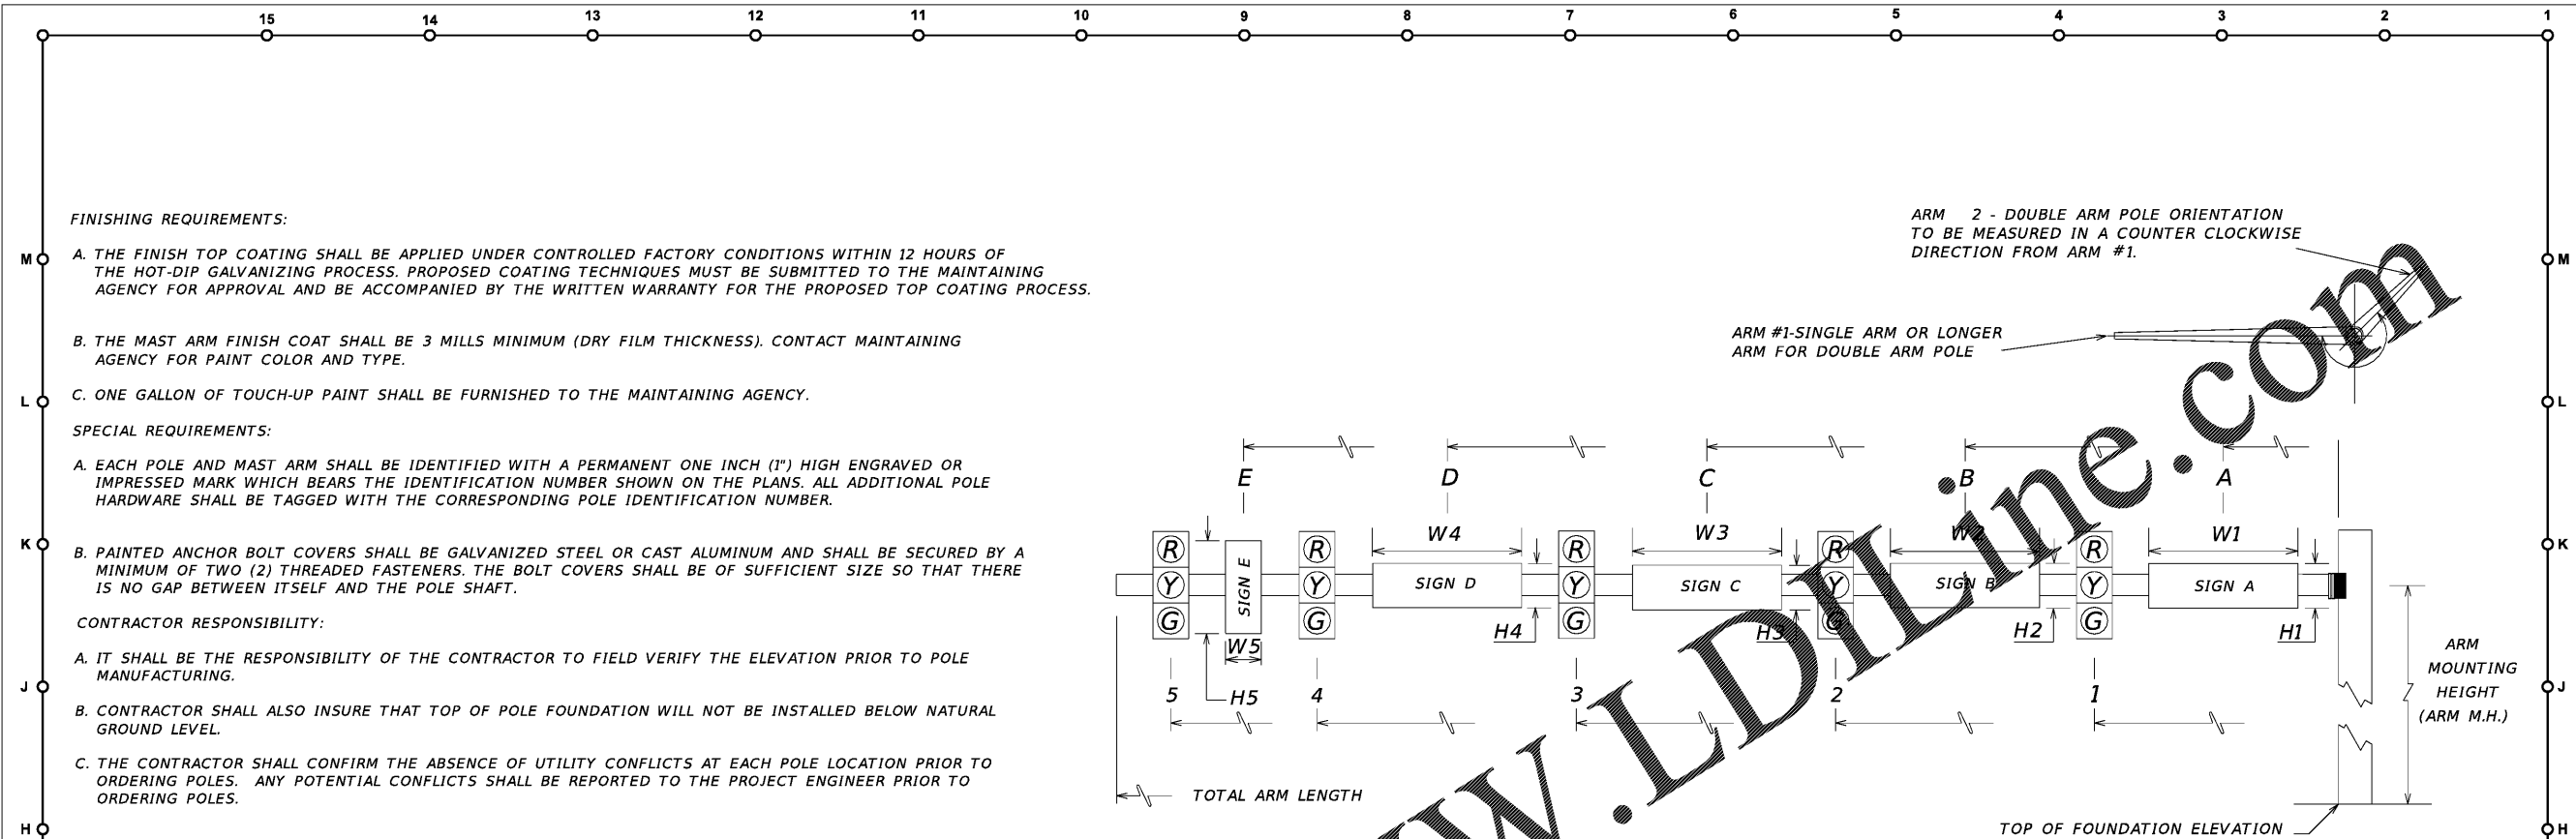 15 14 13 12 11 10 9 8 7 6 5 4 3 2 1
FINISHING REQUIREMENTS:
A. THE FINISH TOP COATING SHALL BE APPLIED UNDER CONTROLLED FACTORY CONDITIONS WITHIN 12 HOURS OF
THE HOT-DIP GALVANIZING PROCESS. PROPOSED COATING TECHNIQUES MUST BE SUBMITTED TO THE MAINTAINING
AGENCY FOR APPROVAL AND BE ACCOMPANIED BY THE WRITTEN WARRANTY FOR THE PROPOSED TOP COATING PROCESS.
B. THE MAST ARM FINISH COAT SHALL BE 3 MILLS MINIMUM (DRY FILM THICKNESS). CONTACT MAINTAINING
AGENCY FOR PAINT COLOR AND TYPE.
C. ONE GALLON OF TOUCH-UP PAINT SHALL BE FURNISHED TO THE MAINTAINING AGENCY.
SPECIAL REQUIREMENTS:
A. EACH POLE AND MAST ARM SHALL BE IDENTIFIED WITH A PERMANENT ONE INCH (1") HIGH ENGRAVED OR
IMPRESSED MARK WHICH BEARS THE IDENTIFICATION NUMBER SHOWN ON THE PLANS. ALL ADDITIONAL POLE
HARDWARE SHALL BE TAGGED WITH THE CORRESPONDING POLE IDENTIFICATION NUMBER.
B. PAINTED ANCHOR BOLT COVERS SHALL BE GALVANIZED STEEL OR CAST ALUMINUM AND SHALL BE SECURED BY A
MINIMUM OF TWO (2) THREADED FASTENERS. THE BOLT COVERS SHALL BE OF SUFFICIENT SIZE SO THAT THERE
IS NO GAP BETWEEN ITSELF AND THE POLE SHAFT.
CONTRACTOR RESPONSIBILITY:
A. IT SHALL BE THE RESPONSIBILITY OF THE CONTRACTOR TO FIELD VERIFY THE ELEVATION PRIOR TO POLE
MANUFACTURING.
B. CONTRACTOR SHALL ALSO INSURE THAT TOP OF POLE FOUNDATION WILL NOT BE INSTALLED BELOW NATURAL
GROUND LEVEL.
C. THE CONTRACTOR SHALL CONFIRM THE ABSENCE OF UTILITY CONFLICTS AT EACH POLE LOCATION PRIOR TO
ORDERING POLES. ANY POTENTIAL CONFLICTS SHALL BE REPORTED TO THE PROJECT ENGINEER PRIOR TO
ORDERING POLES.
M
L
K
J
H
ARM 2 - DOUBLE ARM POLE ORIENTATION
TO BE MEASURED IN A COUNTER CLOCKWISE
DIRECTION FROM ARM #1.
ARM #1-SINGLE ARM OR LONGER
ARM FOR DOUBLE ARM POLE
E D C B A
W4 W3 W2 W1
R R R R R
Y SIGN E Y SIGN D Y SIGN C Y SIGN B Y SIGN A
G G G G G
W5 H4 H3 H2 H1
5 H5 4 3 2 1
ARM
MOUNTING
HEIGHT
(ARM M.H.)
TOTAL ARM LENGTH
TOP OF FOUNDATION ELEVATION
M
L
K
J
H
W.LDILine.com